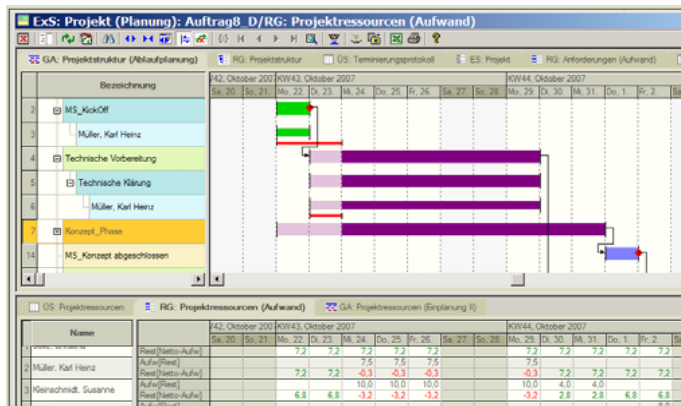 ExS: Projekt (Planung): Auftrag8_D/RG: Projektressourcen (Aufwand)
GA: Projektstruktur (Ablaufplanung) RG: Projektstruktur ÜS: Terminierungsprotokoll ES: Projekt RG: Anforderungen (Aufwand)
Bezeichnung
/42, Oktober 2007 KW43, Oktober 2007 KW44, Oktober 2007
Sa. 20. So. 21. Mo, 22. Di, 23. Mi, 24. Do, 25. Fr, 26. Sa. 27. So. 28. Mo, 29. Di, 30. Mi, 31. Do, 1. Fr, 2.
2 MS_KickOff
3 Müller, Karl Heinz
4 Technische Vorbereitung
5 Technische Klärung
6 Müller, Karl Heinz
7 Konzept_Phase
14 MS_Konzept abgeschlossen
ÜS: Projektressourcen RG: Projektressourcen (Aufwand) GA: Projektressourcen (Einplanung II)
Name
/42, Oktober 2007 KW43, Oktober 2007 KW44, Oktober 2007
Sa. 20. So. 21. Mo, 22. Di, 23. Mi, 24. Do, 25. Fr, 26. Sa. 27. So. 28. Mo, 29. Di, 30. Mi, 31. Do, 1. Fr, 2.
Rest[Netto-Aufw] 7,2 7,2 7,2 7,2 7,2 7,2 7,2 7,2 7,2 7,2
2 Müller, Karl Heinz Aufw[Rest] 7,5 7,5 7,5 7,5
Rest[Netto-Aufw] 7,2 7,2 -0,3 -0,3 -0,3 -0,3 7,2 7,2 7,2 7,2
3 Kleinschmidt, Susanne Aufw[Rest] 10,0 10,0 10,0 10,0 4,0 4,0
Rest[Netto-Aufw] 6,8 6,8 -3,2 -3,2 -3,2 -3,2 2,8 2,8 6,8 6,8